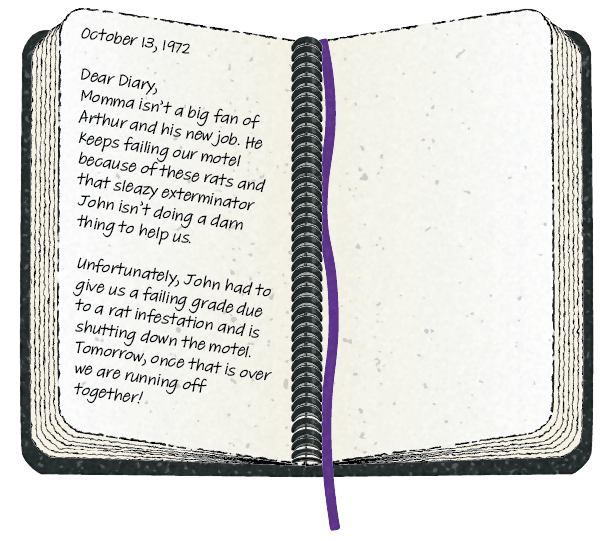 October 13, 1972
Dear Diary,
Momma isn't a big fan of
Arthur and his new job. He
keeps failing our motel
because of these rats and
that sleazy exterminator
John isn't doing a darn
thing to help us.
Unfortunately, John had to
give us a failing grade due
to a rat infestation and is
shutting down the motel.
Tomorrow, once that is over
we are running off
together!